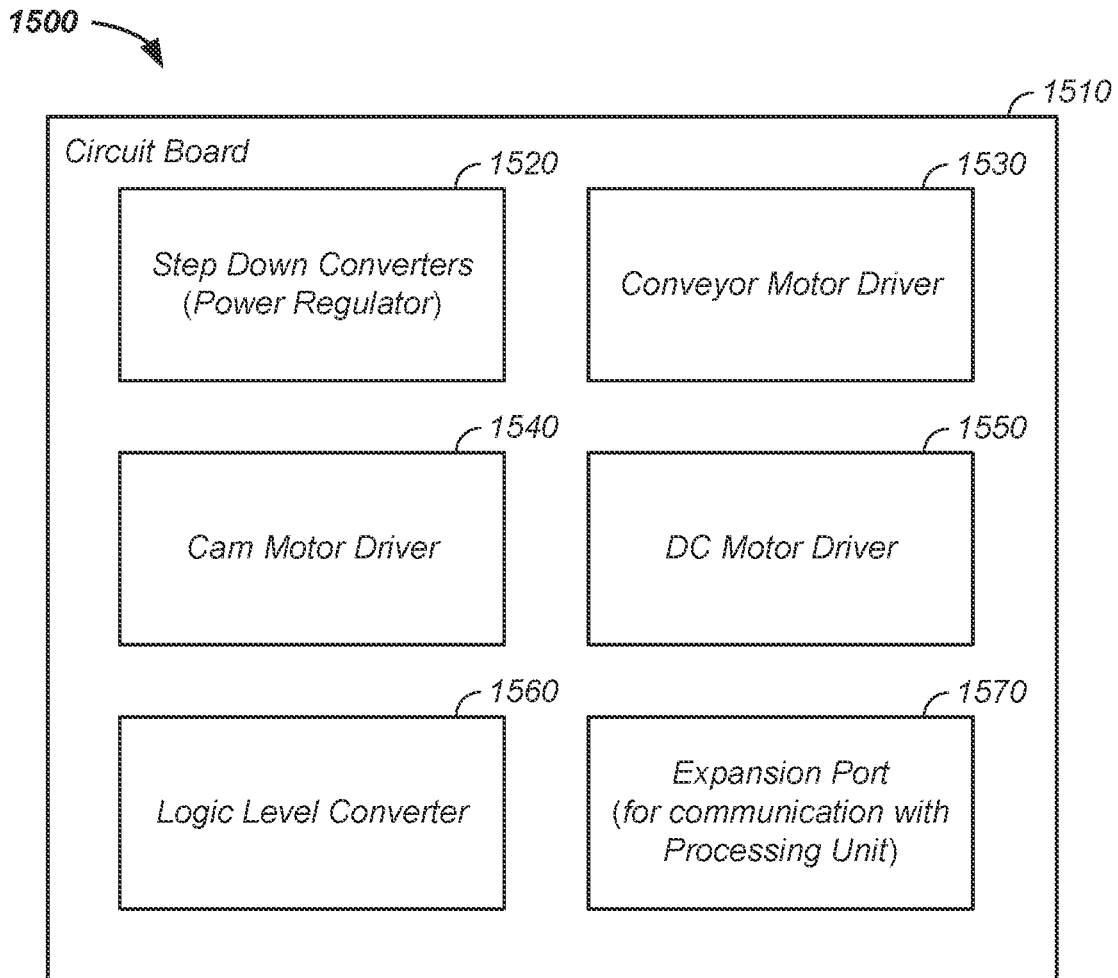 1500
1510
Circuit Board
1520
1530
Step Down Converters
(Power Regulator)
Conveyor Motor Driver
1540
1550
Cam Motor Driver
DC Motor Driver
1560
1570
Logic Level Converter
Expansion Port
(for communication with
Processing Unit)